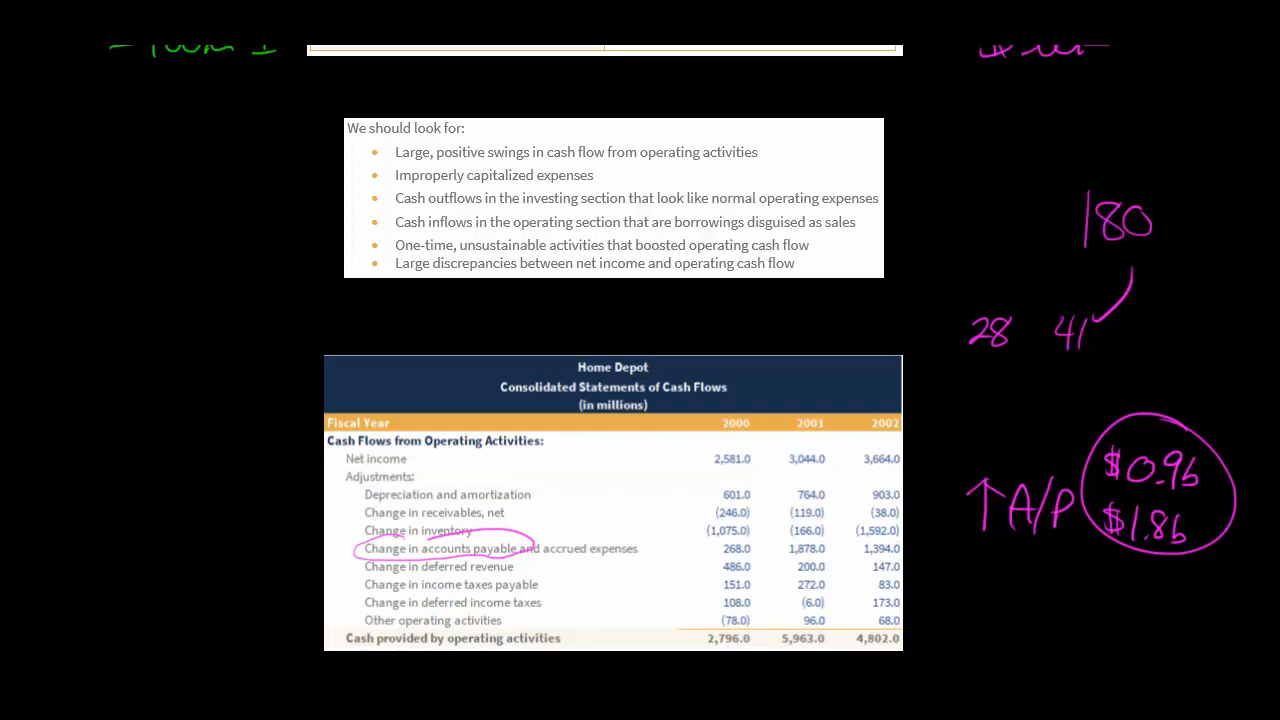 We should look for:
• Large, positive swings in cash flow from operating activities
• Improperly capitalized expenses
• Cash outflows in the investing section that look like normal operating expenses
• Cash inflows in the operating section that are borrowings disguised as sales
• One-time, unsustainable activities that boosted operating cash flow
• Large discrepancies between net income and operating cash flow
180
28 41
Home Depot
Consolidated Statements of Cash Flows
(in millions)
Fiscal Year 2000 2001 2002
Cash Flows from Operating Activities:
Net income 2,581.0 3,044.0 3,664.0
Adjustments:
Depreciation and amortization 601.0 764.0 903.0
Change in receivables, net (246.0) (119.0) (38.0)
Change in inventory (1,075.0) (166.0) (1,592.0)
Change in accounts payable and accrued expenses 268.0 1,878.0 1,394.0
Change in deferred revenue 486.0 200.0 147.0
Change in income taxes payable 151.0 272.0 83.0
Change in deferred income taxes 108.0 (6.0) 173.0
Other operating activities (78.0) 96.0 68.0
Cash provided by operating activities 2,796.0 5,963.0 4,802.0
↑ A/P
$0.9b
$1.8b